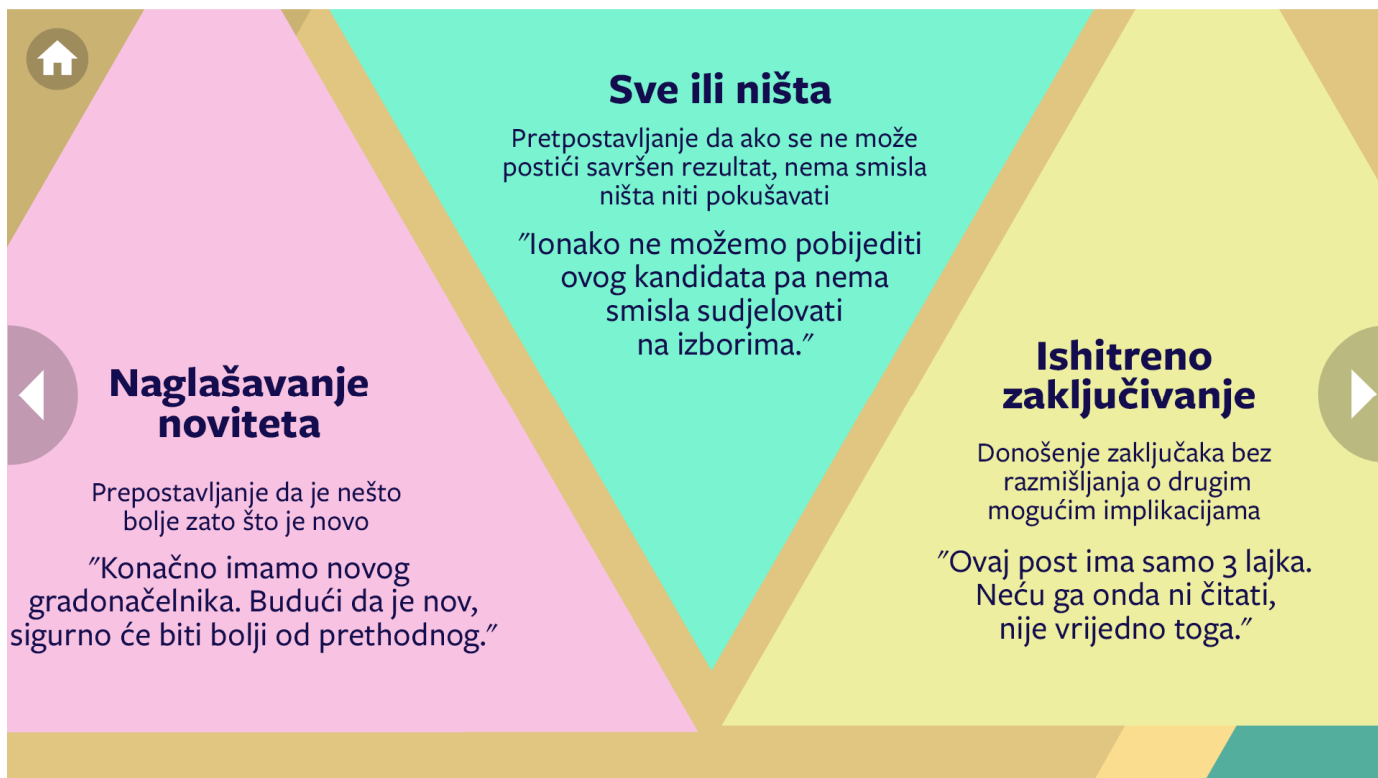 Naglašavanje
noviteta
Prepostavljanje da je nešto
bolje zato što je novo
"Konačno imamo novog
gradonačelnika. Budući da je nov,
sigurno će biti bolji od prethodnog."
Sve ili ništa
Pretpostavljanje da ako se ne može
postići savršen rezultat, nema smisla
ništa niti pokušavati
"Ionako ne možemo pobijediti
ovog kandidata pa nema
smisla sudjelovati
na izborima."
Ishitreno
zaključivanje
Donošenje zaključaka bez
razmišljanja o drugim
mogućim implikacijama
"Ovaj post ima samo 3 lajka.
Neću ga onda ni čitati,
nije vrijedno toga."